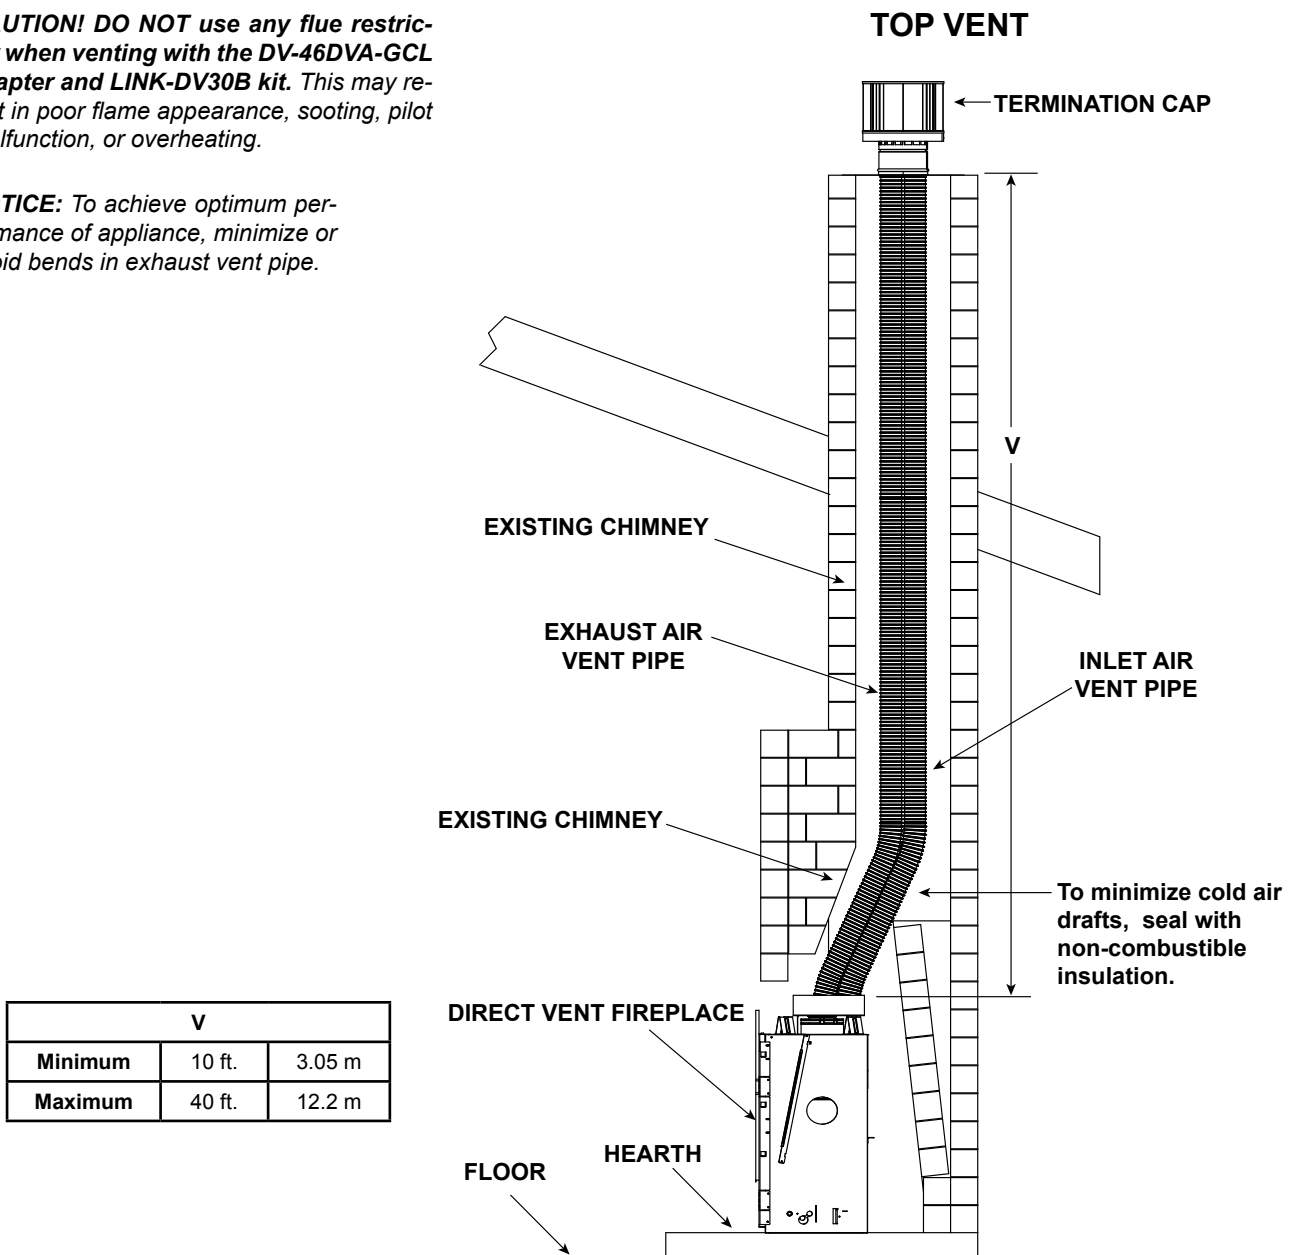 AUTION! DO NOT use any flue restric-
when venting with the DV-46DVA-GCL
apter and LINK-DV30B kit. This may re-
t in poor flame appearance, sooting, pilot
lfunction, or overheating.
TICE: To achieve optimum per-
mance of appliance, minimize or
oid bends in exhaust vent pipe.
TOP VENT
TERMINATION CAP
V
EXISTING CHIMNEY
EXHAUST AIR
VENT PIPE
INLET AIR
VENT PIPE
EXISTING CHIMNEY
To minimize cold air
drafts, seal with
non-combustible
insulation.
DIRECT VENT FIREPLACE
HEARTH
FLOOR
V
Minimum 10 ft. 3.05 m
Maximum 40 ft. 12.2 m